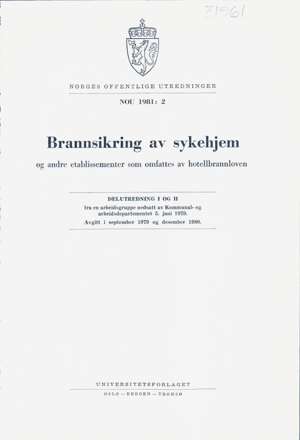 31961
NORGES OFFENTLIGE UTREDNINGER
NOU 1981: 2
Brannsikring av sykehjem
og andre etablissementer som omfattes av hotellbrannloven
DELUTREDNING I OG II
fra en arbeidsgruppe nedsatt av Kommunal- og
arbeidsdepartementet 5. juni 1979.
Avgitt i september 1979 og desember 1980.
UNIVERSITETSFORLAGET
OSLO — BERGEN — TROMSØ